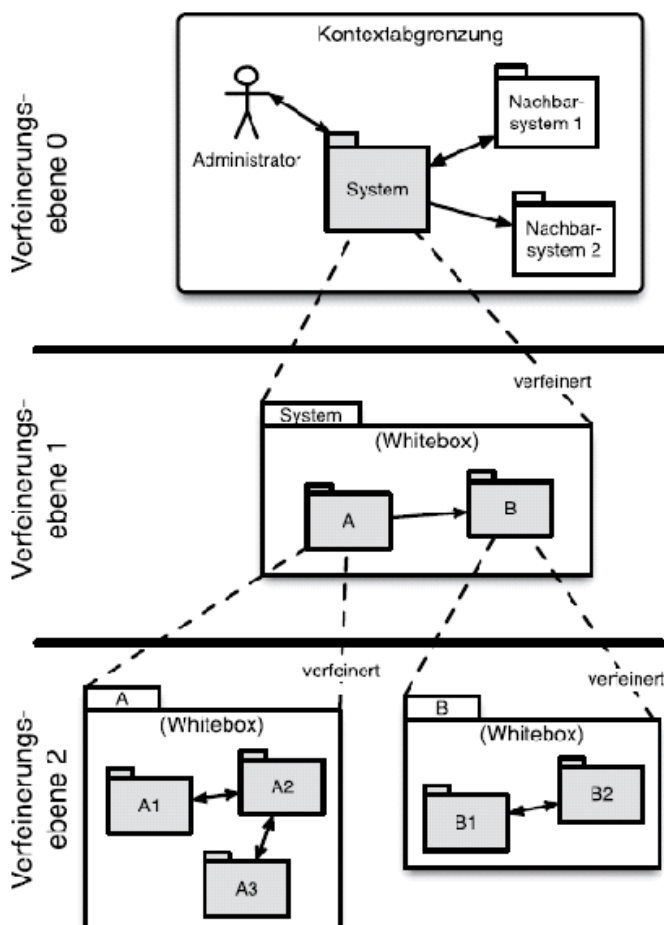 Kontextabgrenzung
Verfeinerungs-
ebene 0
Administrator
System
Nachbar-
system 1
Nachbar-
system 2
Verfeinerungs-
ebene 1
verfeinert
System
(Whitebox)
A
B
Verfeinerungs-
ebene 2
verfeinert
verfeinert
A
(Whitebox)
A1
A2
A3
B
(Whitebox)
B1
B2